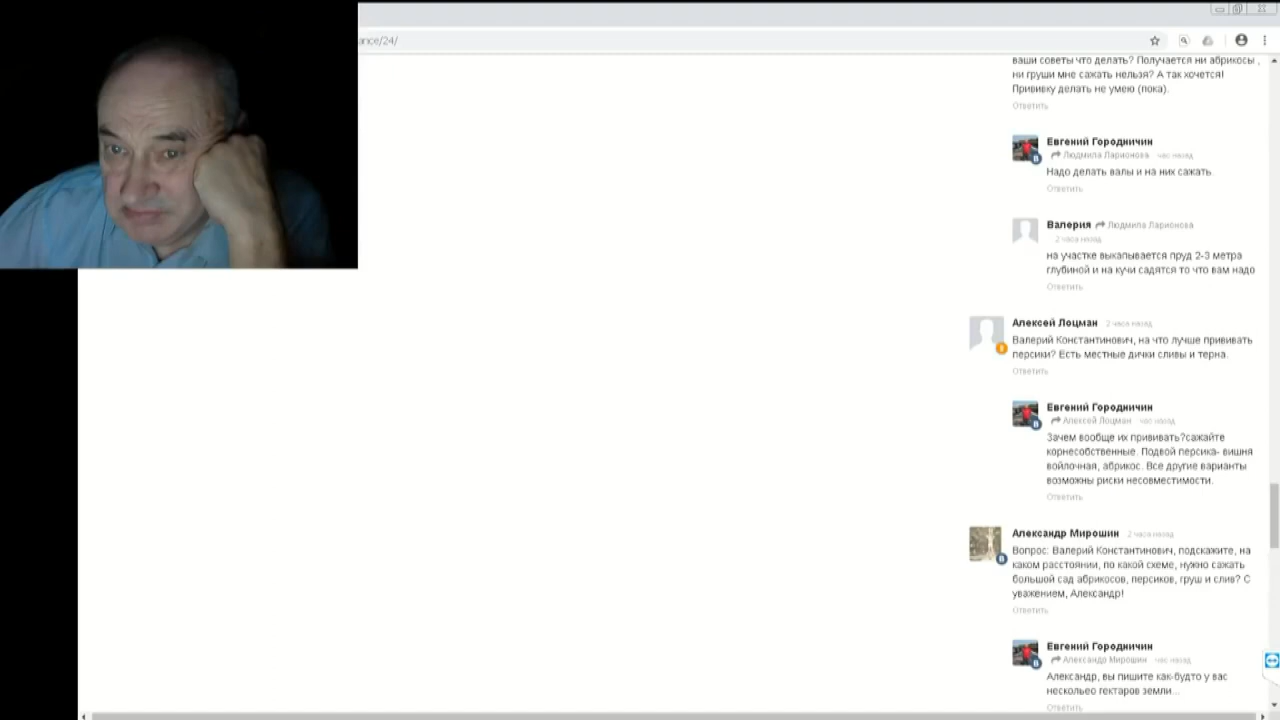 ance/24/
ваши советы что делать? Получается ни абрикосы ,
ни груши мне сажать нельзя? А так хочется!
Прививку делать не умею (пока).
Ответить
Евгений Городничин
Людмила Ларионова час назад
Надо делать валы и на них сажать
Ответить
Валерия Людмила Ларионова
2 часа назад
на участке выкапывается пруд 2-3 метра
глубиной и на кучи садятся то что вам надо
Ответить
Алексей Лоцман 2 часа назад
Валерий Константинович, на что лучше прививать
персики? Есть местные дички сливы и терна.
Ответить
Евгений Городничин
Алексей Лоцман час назад
Зачем вообще их прививать?сажайте
корнесобственные. Подвой персика- вишня
войлочная, абрикос. Все другие варианты
возможны риски несовместимости.
Ответить
Александр Мирошин 2 часа назад
Вопрос: Валерий Константинович, подскажите, на
каком расстоянии, по какой схеме, нужно сажать
большой сад абрикосов, персиков, груш и слив? С
уважением, Александр!
Ответить
Евгений Городничин
Александр Мирошин час назад
Александр, вы пишите как-будто у вас
несколько гектаров земли...
Ответить